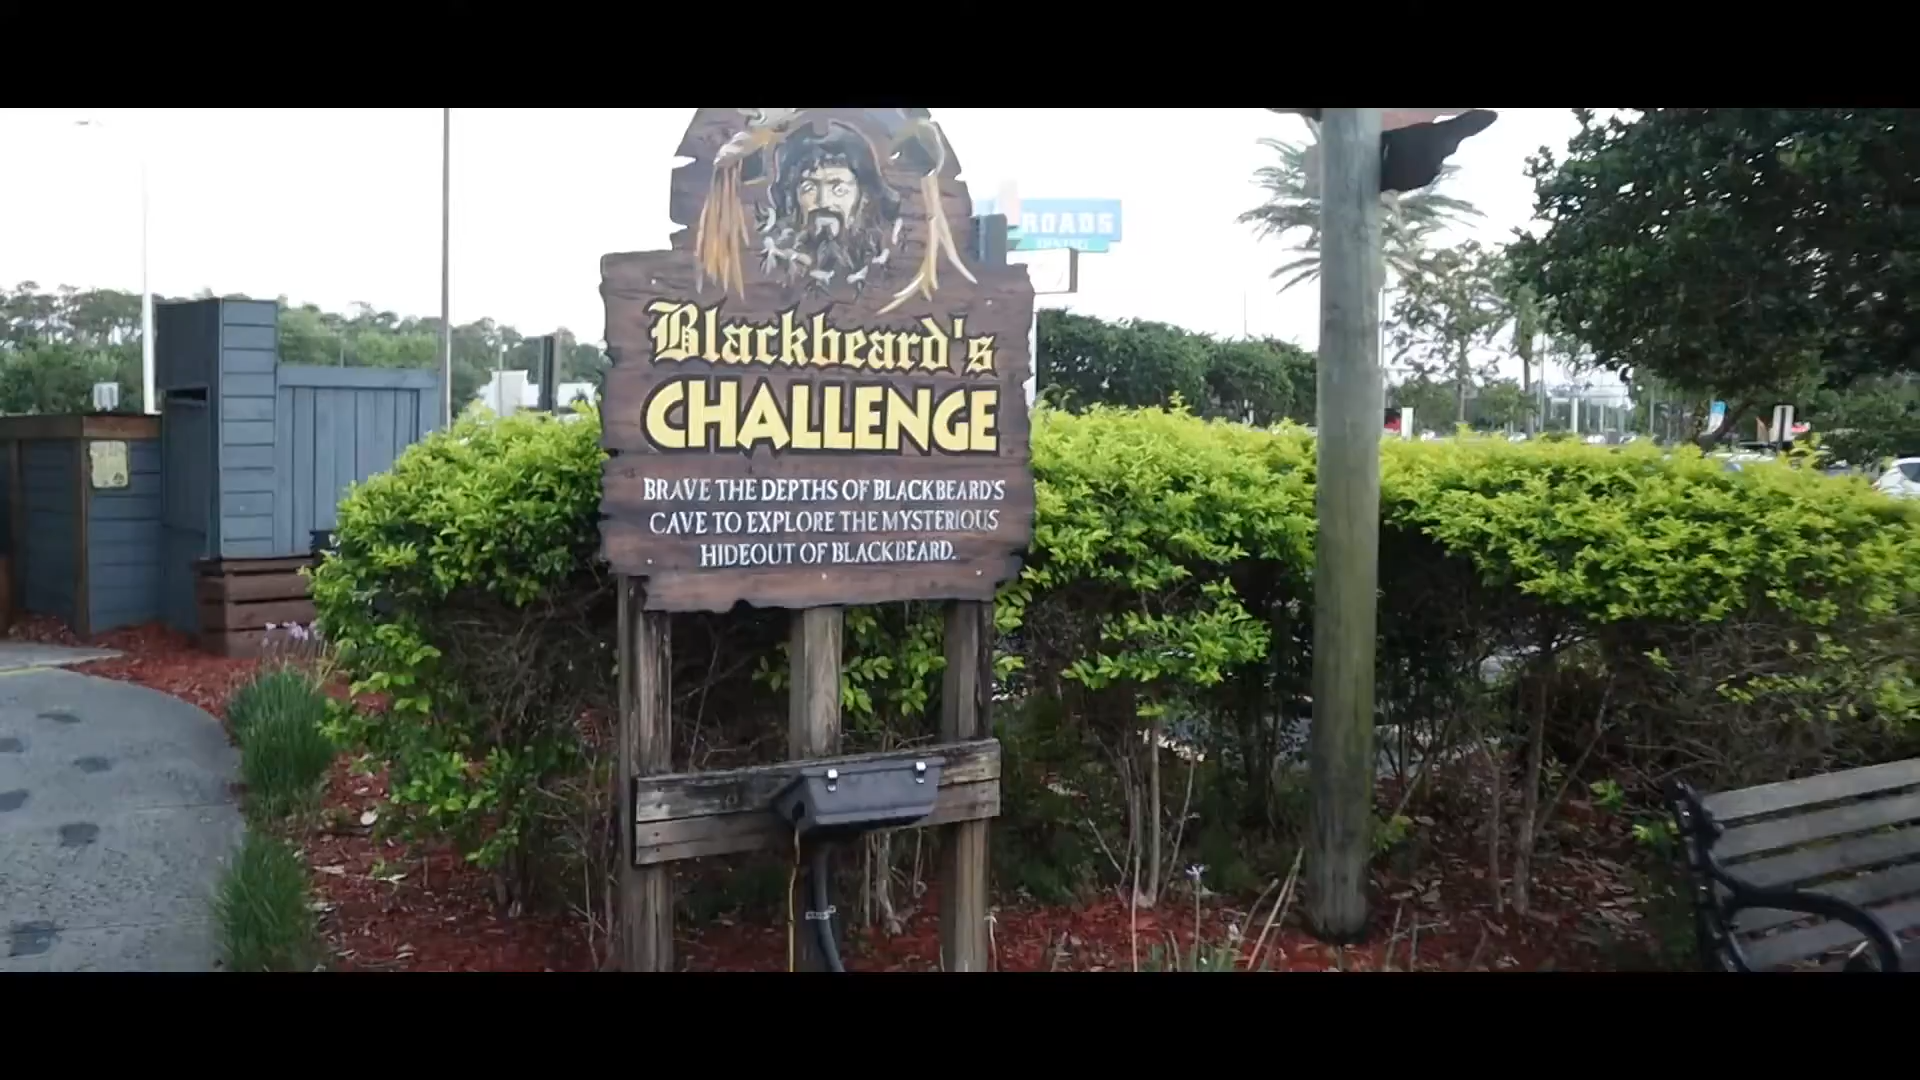 ROADS
Blackbeard's
CHALLENGE
BRAVE THE DEPTHS OF BLACKBEARD'S
CAVE TO EXPLORE THE MYSTERIOUS
HIDEOUT OF BLACKBEARD.